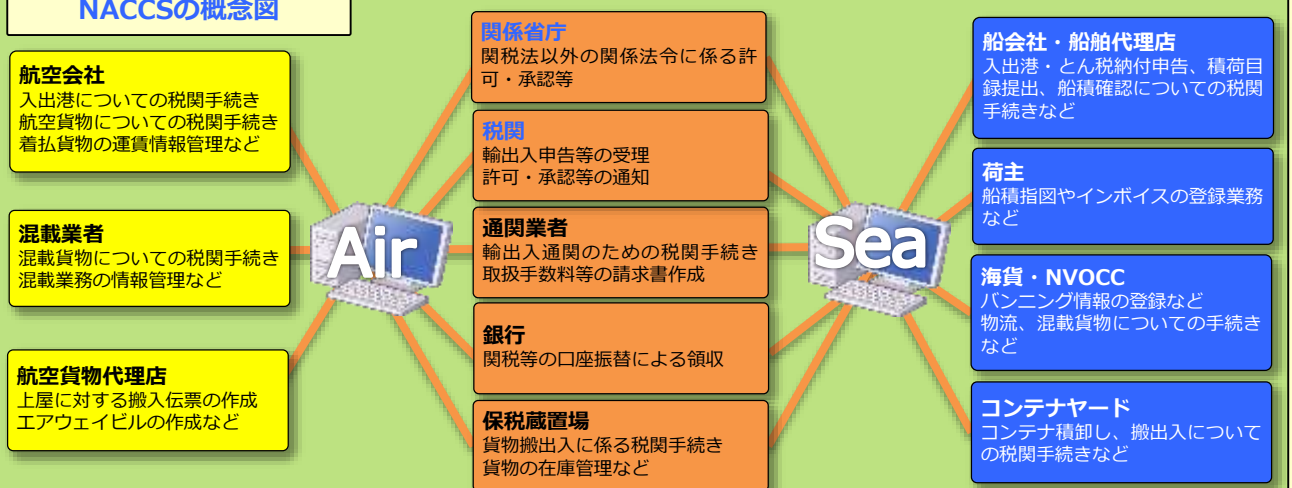 NACCSの概念図
航空会社
入出港についての税関手続き
航空貨物についての税関手続き
着払貨物の運賃情報管理など
混載業者
混載貨物についての税関手続き
混載業務の情報管理など
航空貨物代理店
上屋に対する搬入伝票の作成
エアウェイビルの作成など
Air
関係省庁
関税法以外の関係法令に係る許
可・承認等
税関
輸出入申告等の受理
許可・承認等の通知
通関業者
輸出入通関のための税関手続き
取扱手数料等の請求書作成
銀行
関税等の口座振替による領収
保税蔵置場
貨物搬出入に係る税関手続き
貨物の在庫管理など
Sea
船会社・船舶代理店
入出港・とん税納付申告、積荷目
録提出、船積確認についての税関
手続きなど
荷主
船積指図やインボイスの登録業務
など
海貨・NVOCC
バンニング情報の登録など
物流、混載貨物についての手続き
など
コンテナヤード
コンテナ積卸し、搬出入について
の税関手続きなど